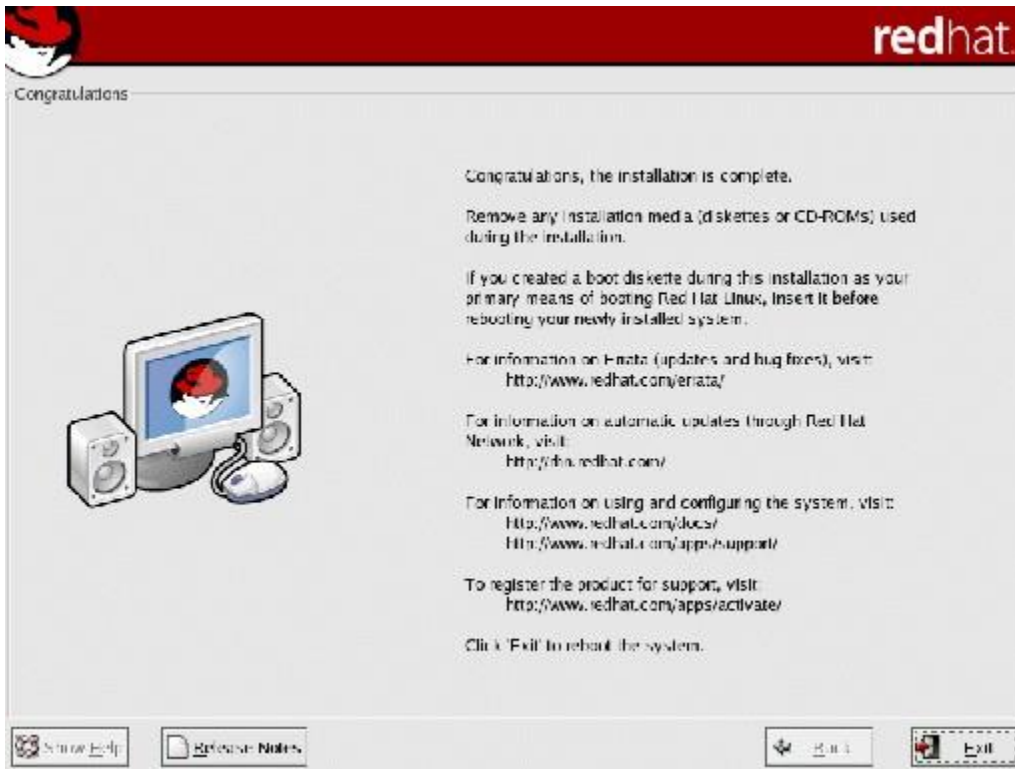 redhat.
Congratulations
Congratulations, the installation is complete.
Remove any installation media (diskettes or CD-ROMs) used
during the installation.
If you created a boot diskette during this installation as your
primary means of booting Red Hat Linux, insert it before
rebooting your newly installed system.
For information on Errata (updates and bug fixes), visit:
http://www.redhat.com/errata/
For information on automatic updates through Red Hat
Network, visit:
http://rhn.redhat.com/
For information on using and configuring the system, visit:
http://www.redhat.com/docs/
http://www.redhat.com/apps/support/
To register the product for support, visit:
http://www.redhat.com/apps/activate/
Click 'Exit' to reboot the system.
Show Help
Release Notes
Back
Exit